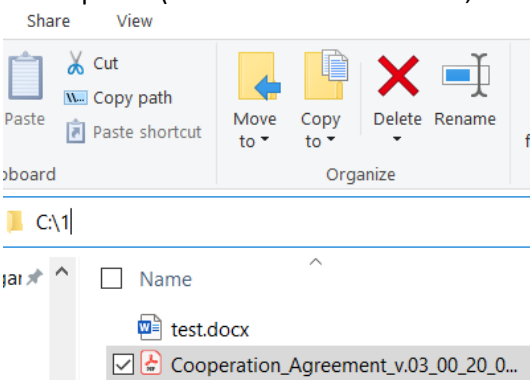 Share View
Cut
Copy path
Paste shortcut
Paste
Move to
Copy to
Delete
Rename
Organize
C:\1
Name
test.docx
Cooperation_Agreement_v.03_00_20_0...